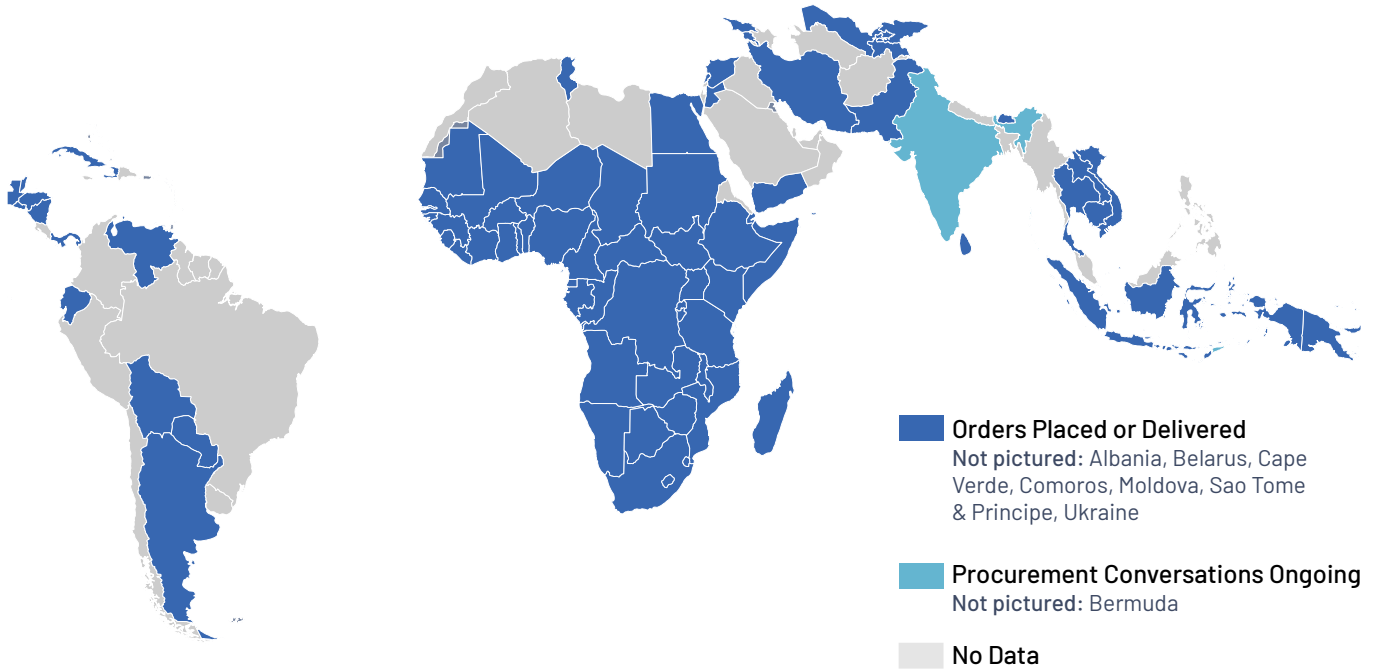 Orders Placed or Delivered
Not pictured: Albania, Belarus, Cape
Verde, Comoros, Moldova, Sao Tome
& Principe, Ukraine
Procurement Conversations Ongoing
Not pictured: Bermuda
No Data